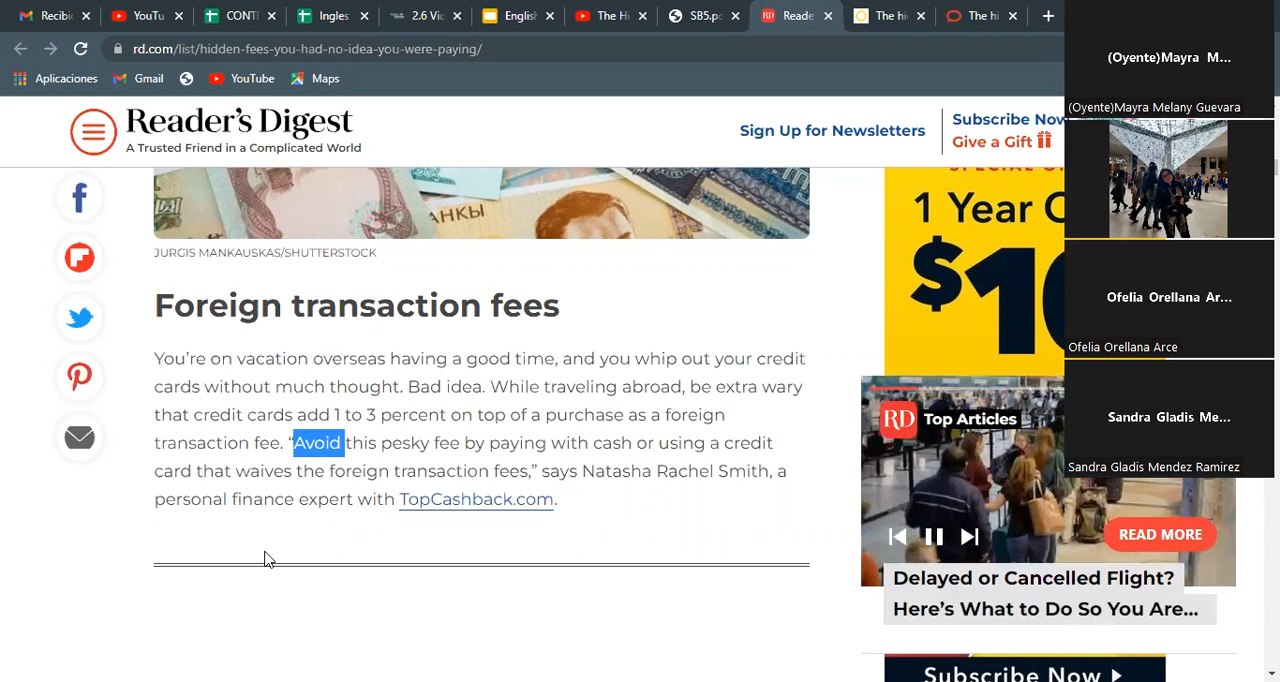 Recibic
YouTu
CONTI
Ingles
2.6 Vic
English
The Hi
SB5.pc
Reade
The hi
The hi
rd.com/list/hidden-fees-you-had-no-idea-you-were-paying/
Aplicaciones
Gmail
YouTube
Maps
Reader's Digest
A Trusted Friend in a Complicated World
Sign Up for Newsletters
Subscribe Now
Give a Gift
(Oyente)Mayra M...
(Oyente)Mayra Melany Guevara
Ofelia Orellana Ar...
Ofelia Orellana Arce
Sandra Gladis Me...
Sandra Gladis Mendez Ramirez
АНКЫ
JURGIS MANKAUSKAS/SHUTTERSTOCK
Foreign transaction fees
You're on vacation overseas having a good time, and you whip out your credit
cards without much thought. Bad idea. While traveling abroad, be extra wary
that credit cards add 1 to 3 percent on top of a purchase as a foreign
transaction fee. “Avoid this pesky fee by paying with cash or using a credit
card that waives the foreign transaction fees,” says Natasha Rachel Smith, a
personal finance expert with TopCashback.com.
SPECIAL O
1 Year
$10
RD Top Articles
READ MORE
Delayed or Cancelled Flight?
Here's What to Do So You Are...
Subscribe Now